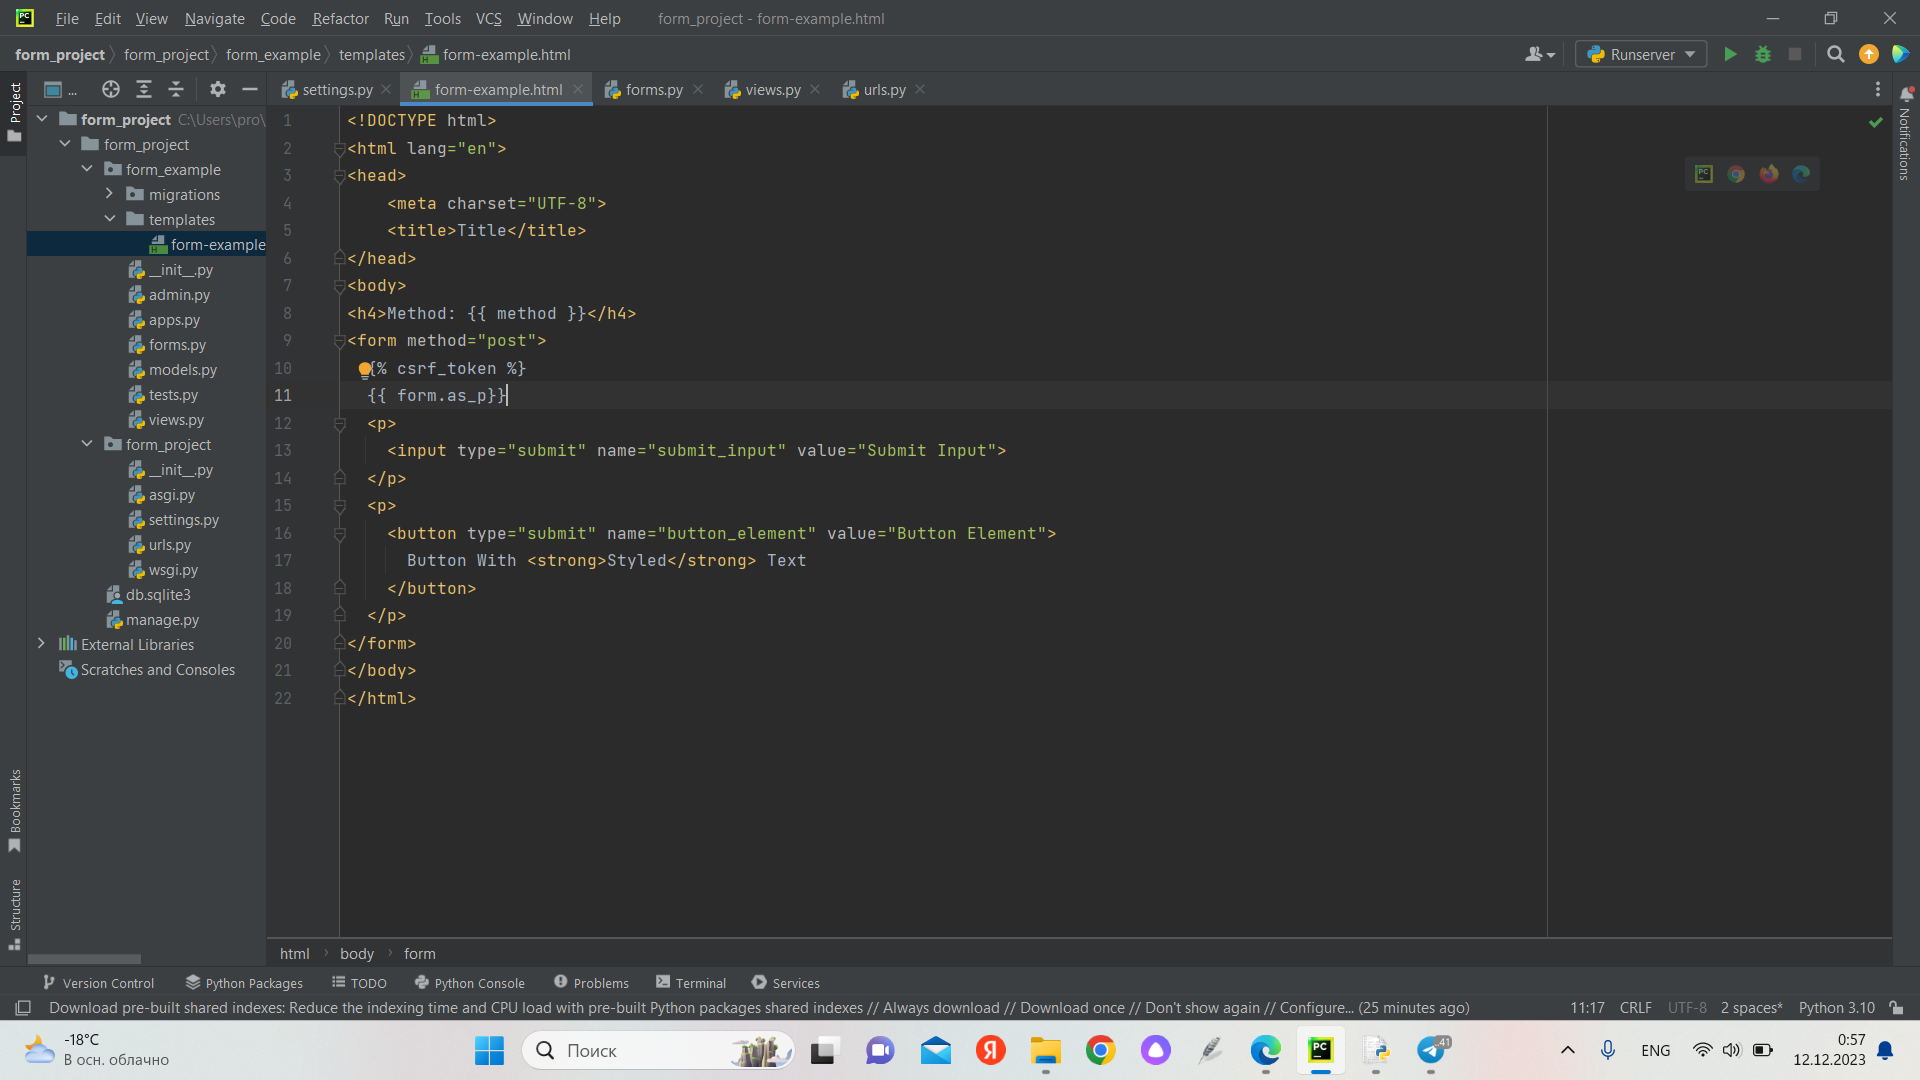 File Edit View Navigate Code Refactor Run Tools VCS Window Help form_project - form-example.html
form_project form_project form_example templates form-example.html Runserver
Project
...
settings.py form-example.html forms.py views.py urls.py
Notifications
form_project C:\Users\pro\
form_project
form_example
migrations
templates
form-example
__init__.py
admin.py
apps.py
forms.py
models.py
tests.py
views.py
form_project
__init__.py
asgi.py
settings.py
urls.py
wsgi.py
db.sqlite3
manage.py
External Libraries
Scratches and Consoles
1 <!DOCTYPE html>
2 <html lang="en">
3 <head>
4 <meta charset="UTF-8">
5 <title>Title</title>
6 </head>
7 <body>
8 <h4>Method: {{ method }}</h4>
9 <form method="post">
10 {% csrf_token %}
11 {{ form.as_p}}
12 <p>
13 <input type="submit" name="submit_input" value="Submit Input">
14 </p>
15 <p>
16 <button type="submit" name="button_element" value="Button Element">
17 Button With <strong>Styled</strong> Text
18 </button>
19 </p>
20 </form>
21 </body>
22 </html>
Bookmarks
Structure
html body form
Version Control Python Packages TODO Python Console Problems Terminal Services
Download pre-built shared indexes: Reduce the indexing time and CPU load with pre-built Python packages shared indexes // Always download // Download once // Don't show again // Configure... (25 minutes ago) 11:17 CRLF UTF-8 2 spaces* Python 3.10
-18°C
В осн. облачно
Поиск
41
ENG
0:57
12.12.2023